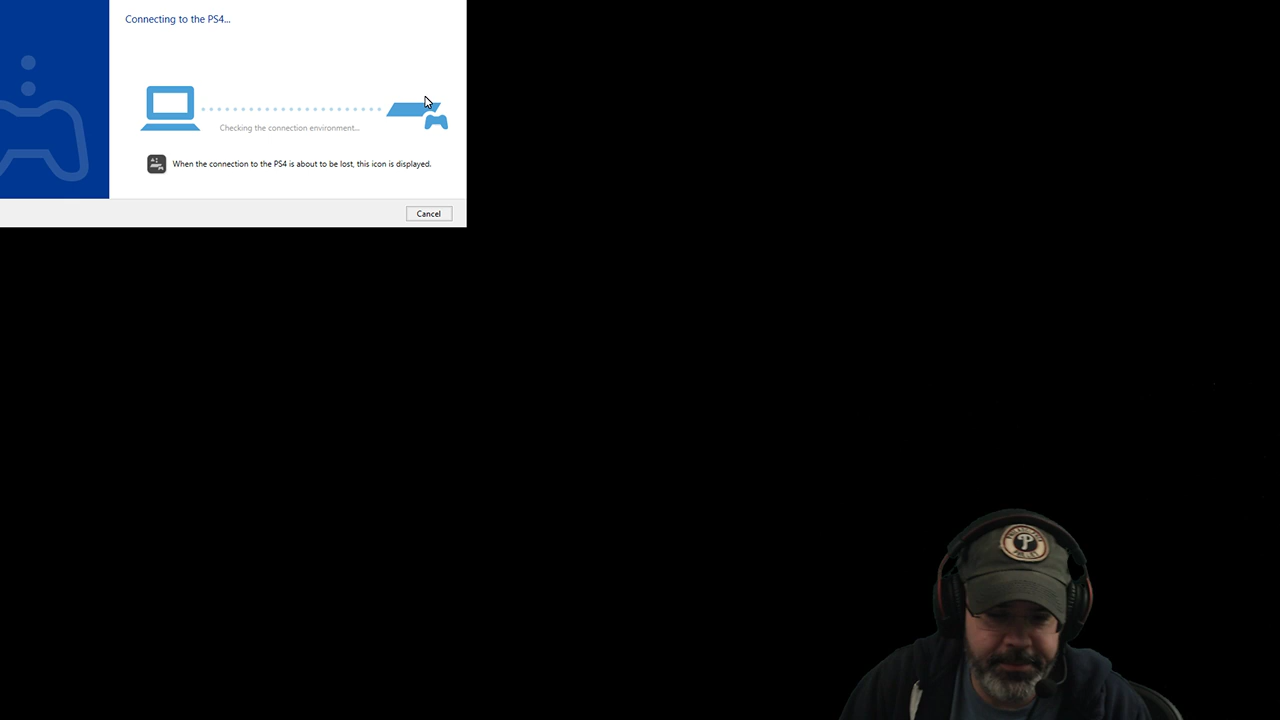 Connecting to the PS4...
Checking the connection environment...
When the connection to the PS4 is about to be lost, this icon is displayed.
Cancel
P